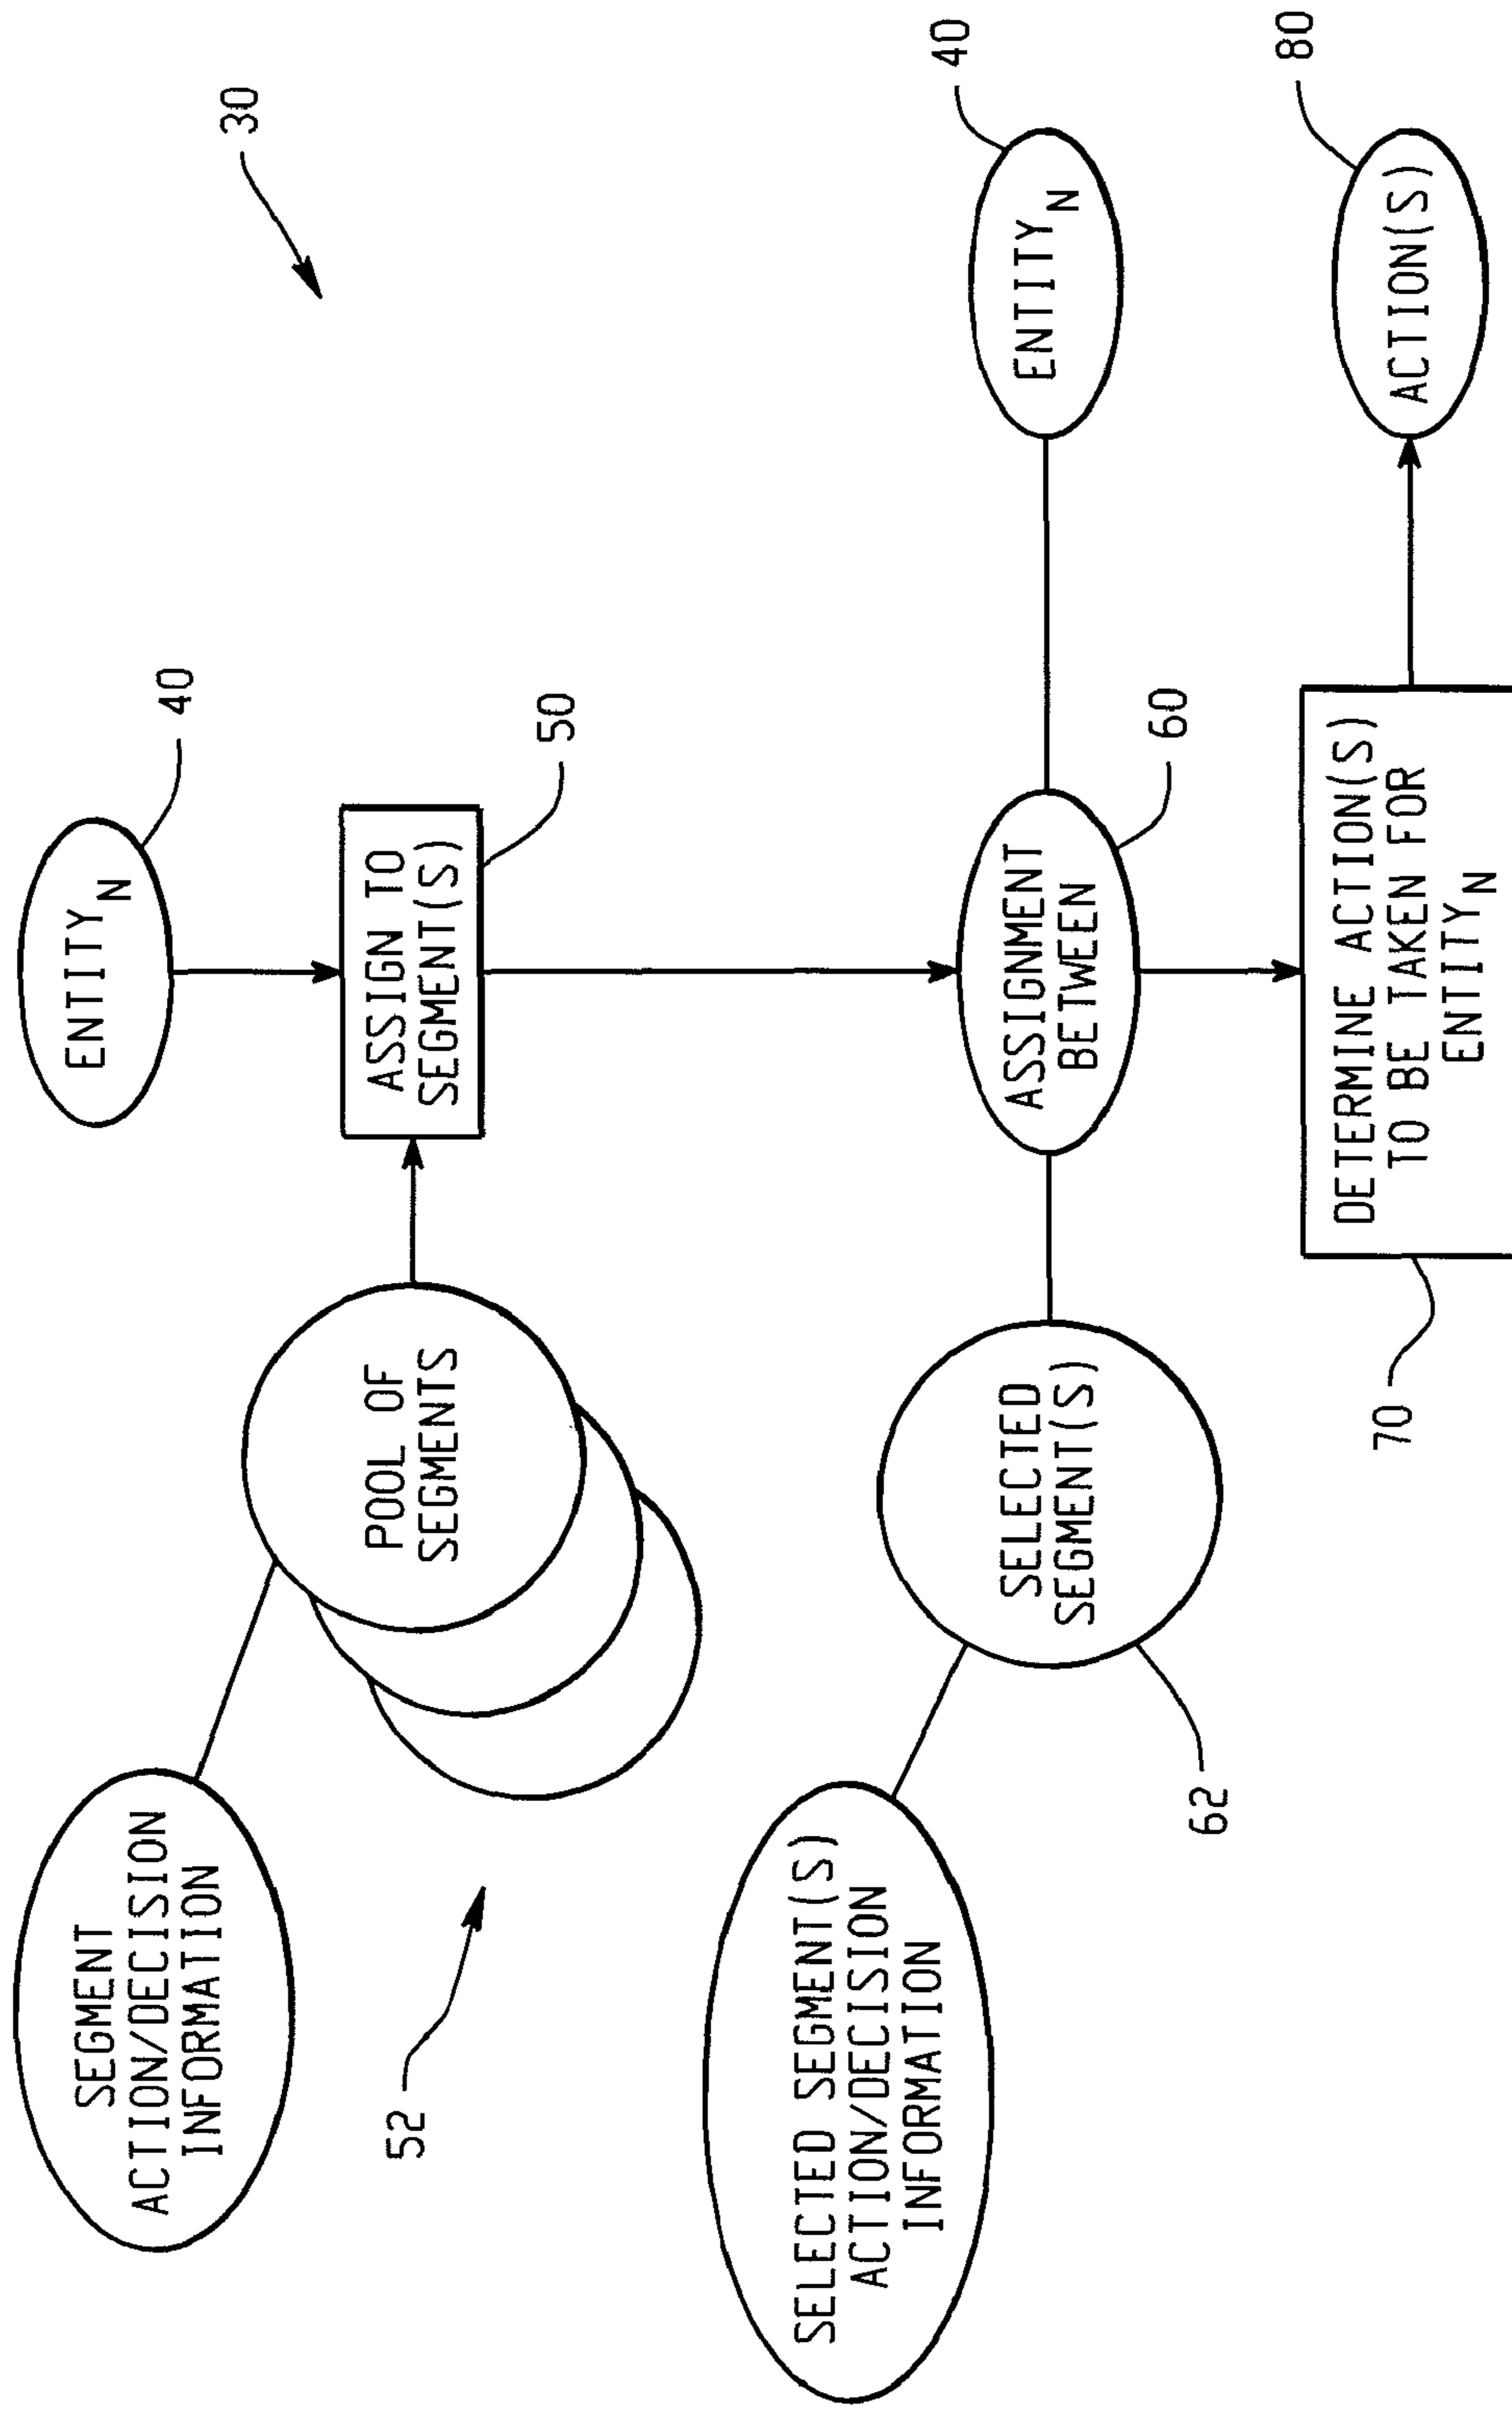 30
40
ENTITY N
SEGMENT
ACTION/DECISION
INFORMATION
POOL OF
SEGMENTS
ASSIGN TO
SEGMENT(S)
50
52
SELECTED SEGMENT(S)
ACTION/DECISION
INFORMATION
SELECTED
SEGMENT(S)
62
ASSIGNMENT
BETWEEN
60
ENTITY N
40
70
DETERMINE ACTION(S)
TO BE TAKEN FOR
ENTITY N
ACTION(S)
80